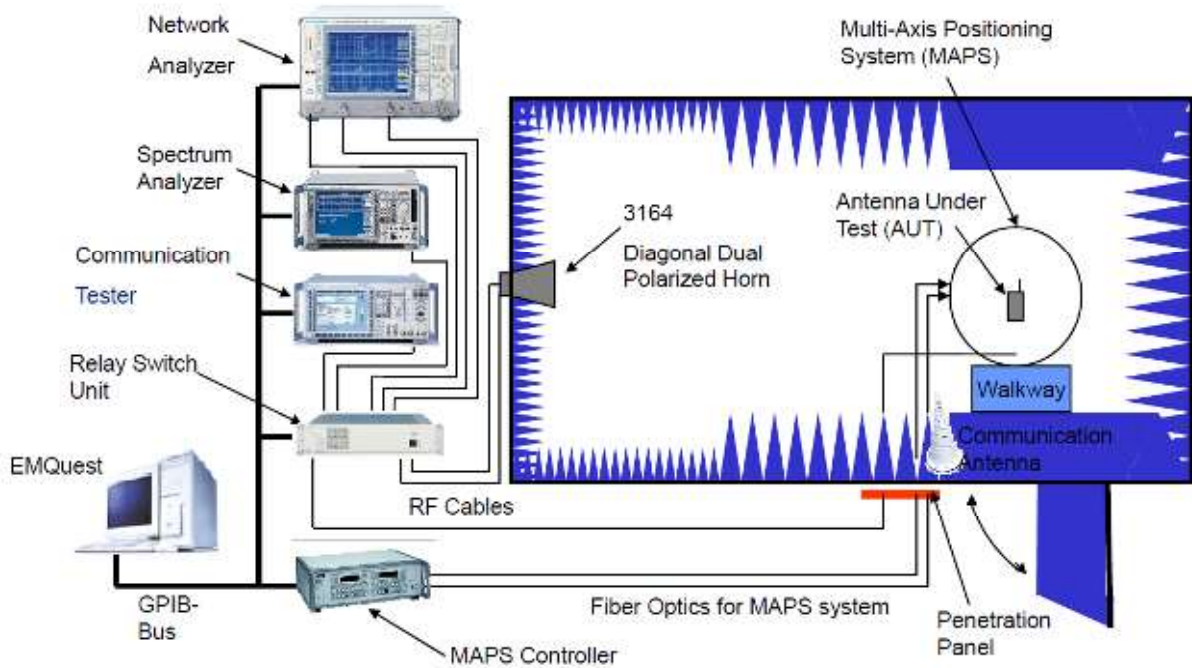 Network
Analyzer
Multi-Axis Positioning
System (MAPS)
Spectrum
Analyzer
3164
Diagonal Dual
Polarized Horn
Antenna Under
Test (AUT)
Communication
Tester
Relay Switch
Unit
Walkway
Communication
Antenna
EMQuest
RF Cables
GPIB-
Bus
MAPS Controller
Fiber Optics for MAPS system
Penetration
Panel